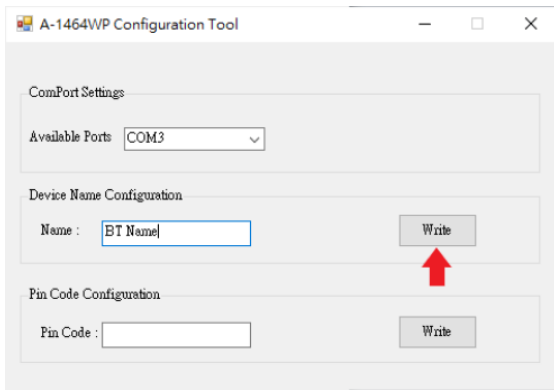 A-1464WP Configuration Tool
ComPort Settings
Available Ports COM3
Device Name Configuration
Name : BT Name Write
Pin Code Configuration
Pin Code : Write